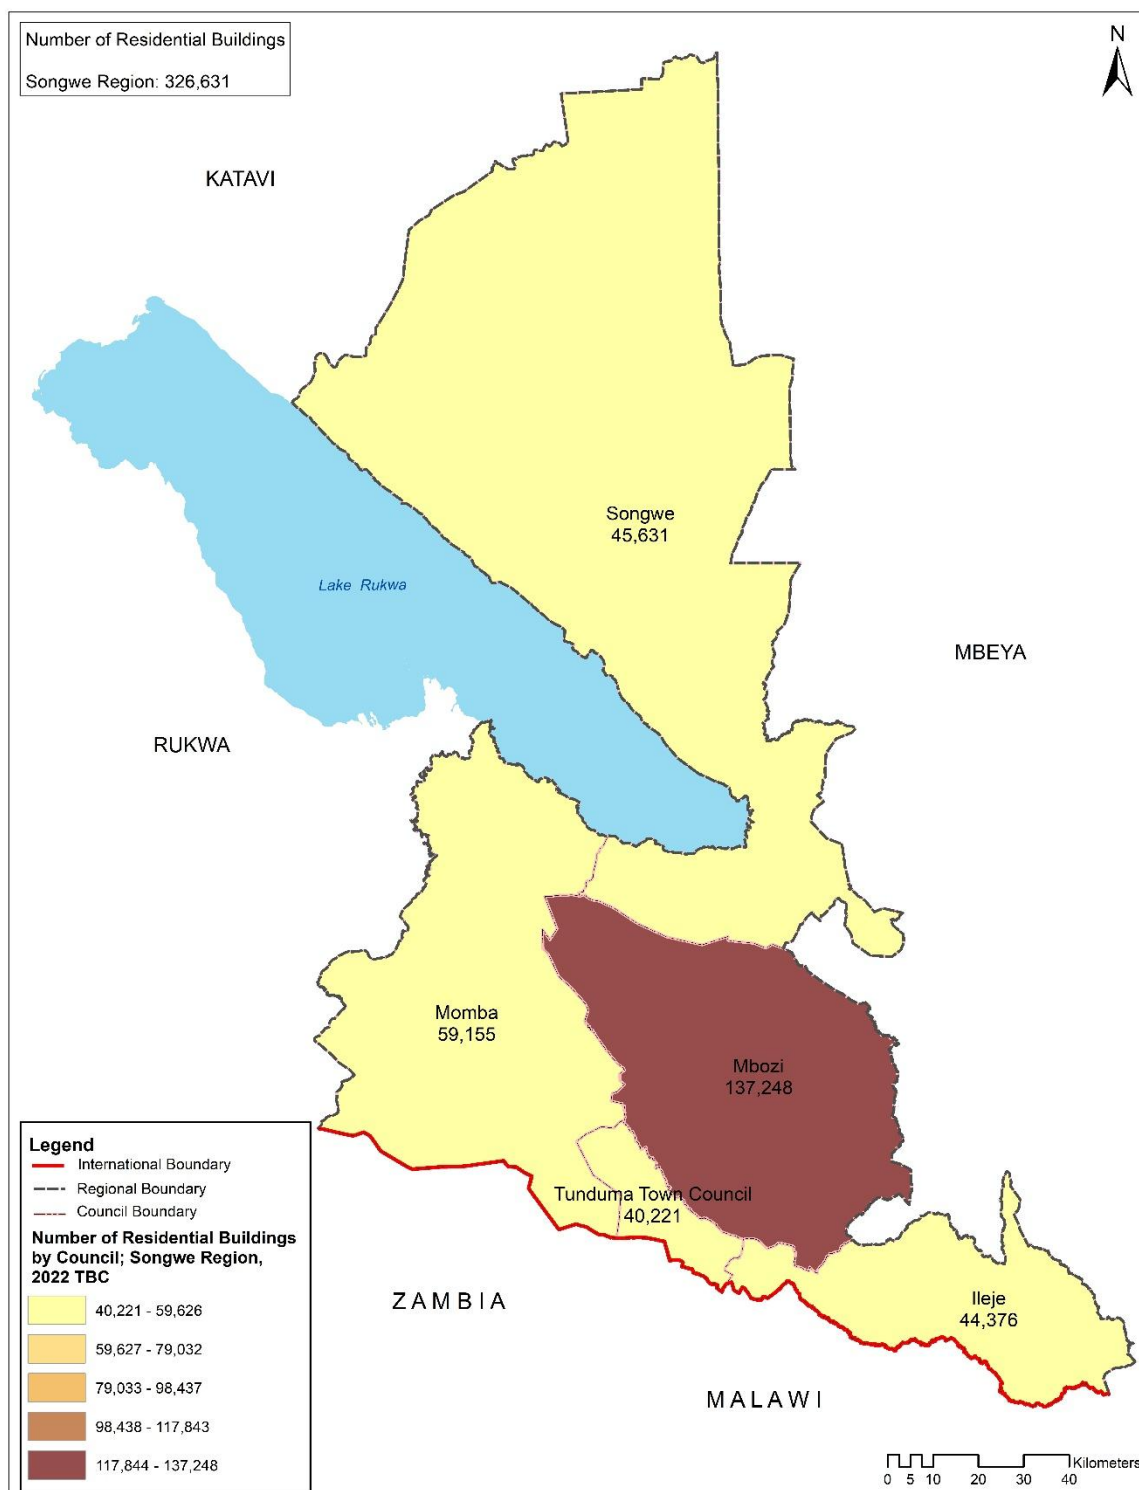 Number of Residential Buildings
Songwe Region: 326,631
N
KATAVI
Songwe
45,631
Lake Rukwa
MBEYA
RUKWA
Momba
59,155
Mbozi
137,248
Tunduma Town Council
40,221
Ileje
44,376
ZAMBIA
MALAWI
Legend
International Boundary
Regional Boundary
Council Boundary
Number of Residential Buildings
by Council; Songwe Region,
2022 TBC
40,221 - 59,626
59,627 - 79,032
79,033 - 98,437
98,438 - 117,843
117,844 - 137,248
Kilometers
0 5 10 20 30 40